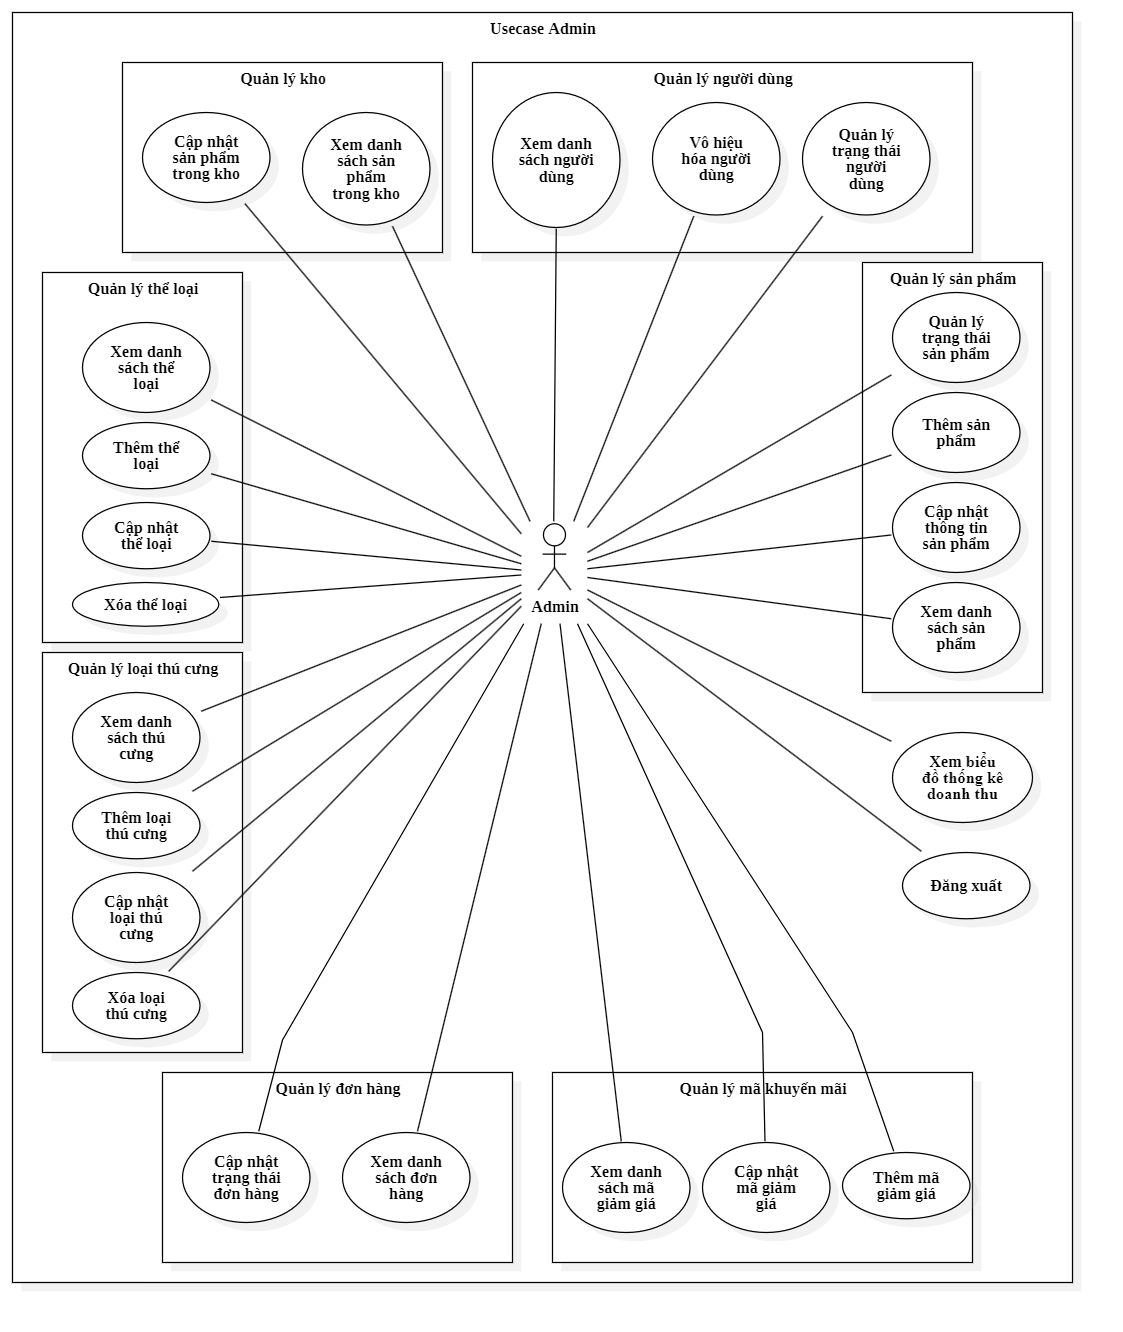 Usecase Admin
Quản lý kho
Cập nhật
sản phẩm
trong kho
Xem danh
sách sản
phẩm
trong kho
Quản lý người dùng
Xem danh
sách người
dùng
Vô hiệu
hóa người
dùng
Quản lý
trạng thái
người
dùng
Quản lý thể loại
Xem danh
sách thể
loại
Thêm thể
loại
Cập nhật
thể loại
Xóa thể loại
Quản lý sản phẩm
Quản lý
trạng thái
sản phẩm
Thêm sản
phẩm
Cập nhật
thông tin
sản phẩm
Xem danh
sách sản
phẩm
Admin
Quản lý loại thú cưng
Xem danh
sách thú
cưng
Thêm loại
thú cưng
Cập nhật
loại thú
cưng
Xóa loại
thú cưng
Xem biểu
đồ thống kê
doanh thu
Đăng xuất
Quản lý đơn hàng
Cập nhật
trạng thái
đơn hàng
Xem danh
sách đơn
hàng
Quản lý mã khuyến mãi
Xem danh
sách mã
giảm giá
Cập nhật
mã giảm
giá
Thêm mã
giảm giá